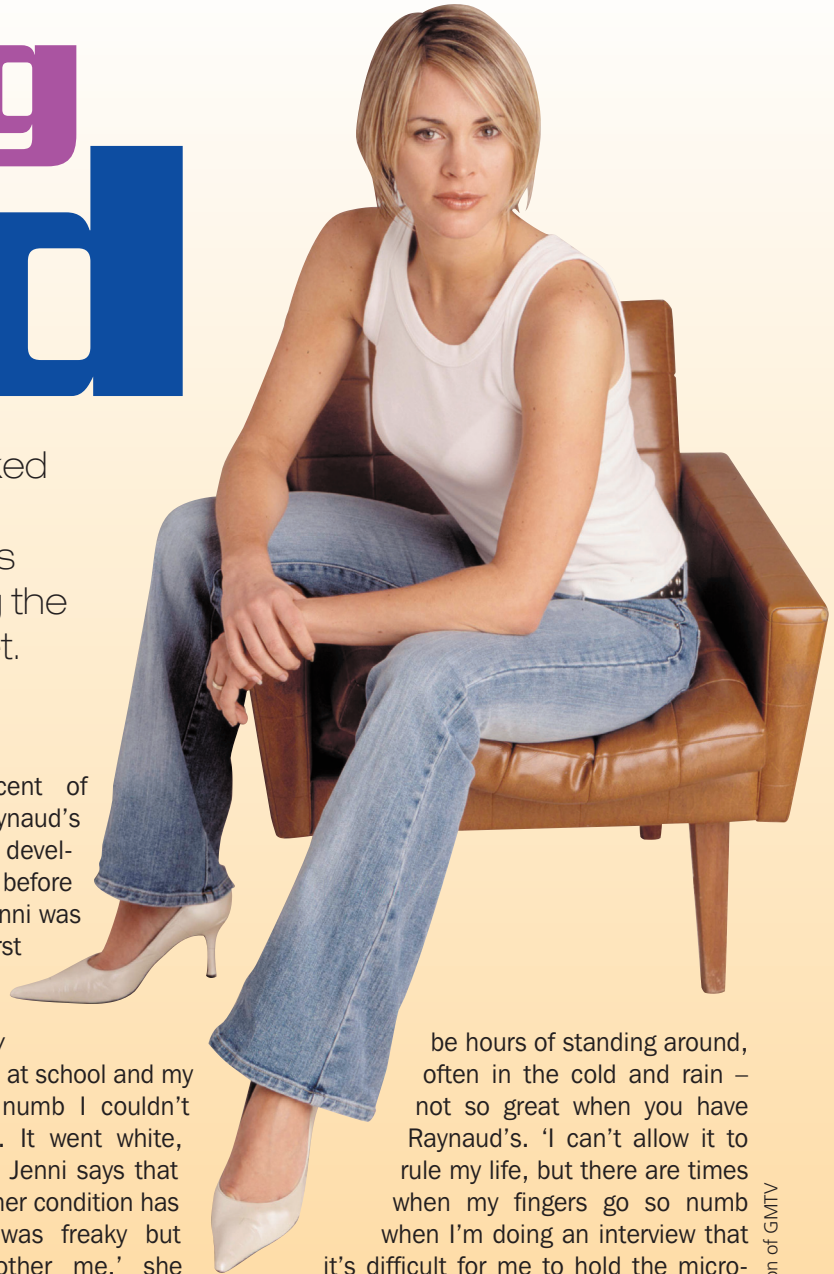 g
d
ked
s
g the
t.
cent of
ynaud's
devel-
before
enni was
rst
y
at school and my
numb I couldn't
. It went white,
Jenni says that
her condition has
was freaky but
other me,' she
be hours of standing around,
often in the cold and rain –
not so great when you have
Raynaud's. 'I can't allow it to
rule my life, but there are times
when my fingers go so numb
when I'm doing an interview that
it's difficult for me to hold the micro-
on of GMTV